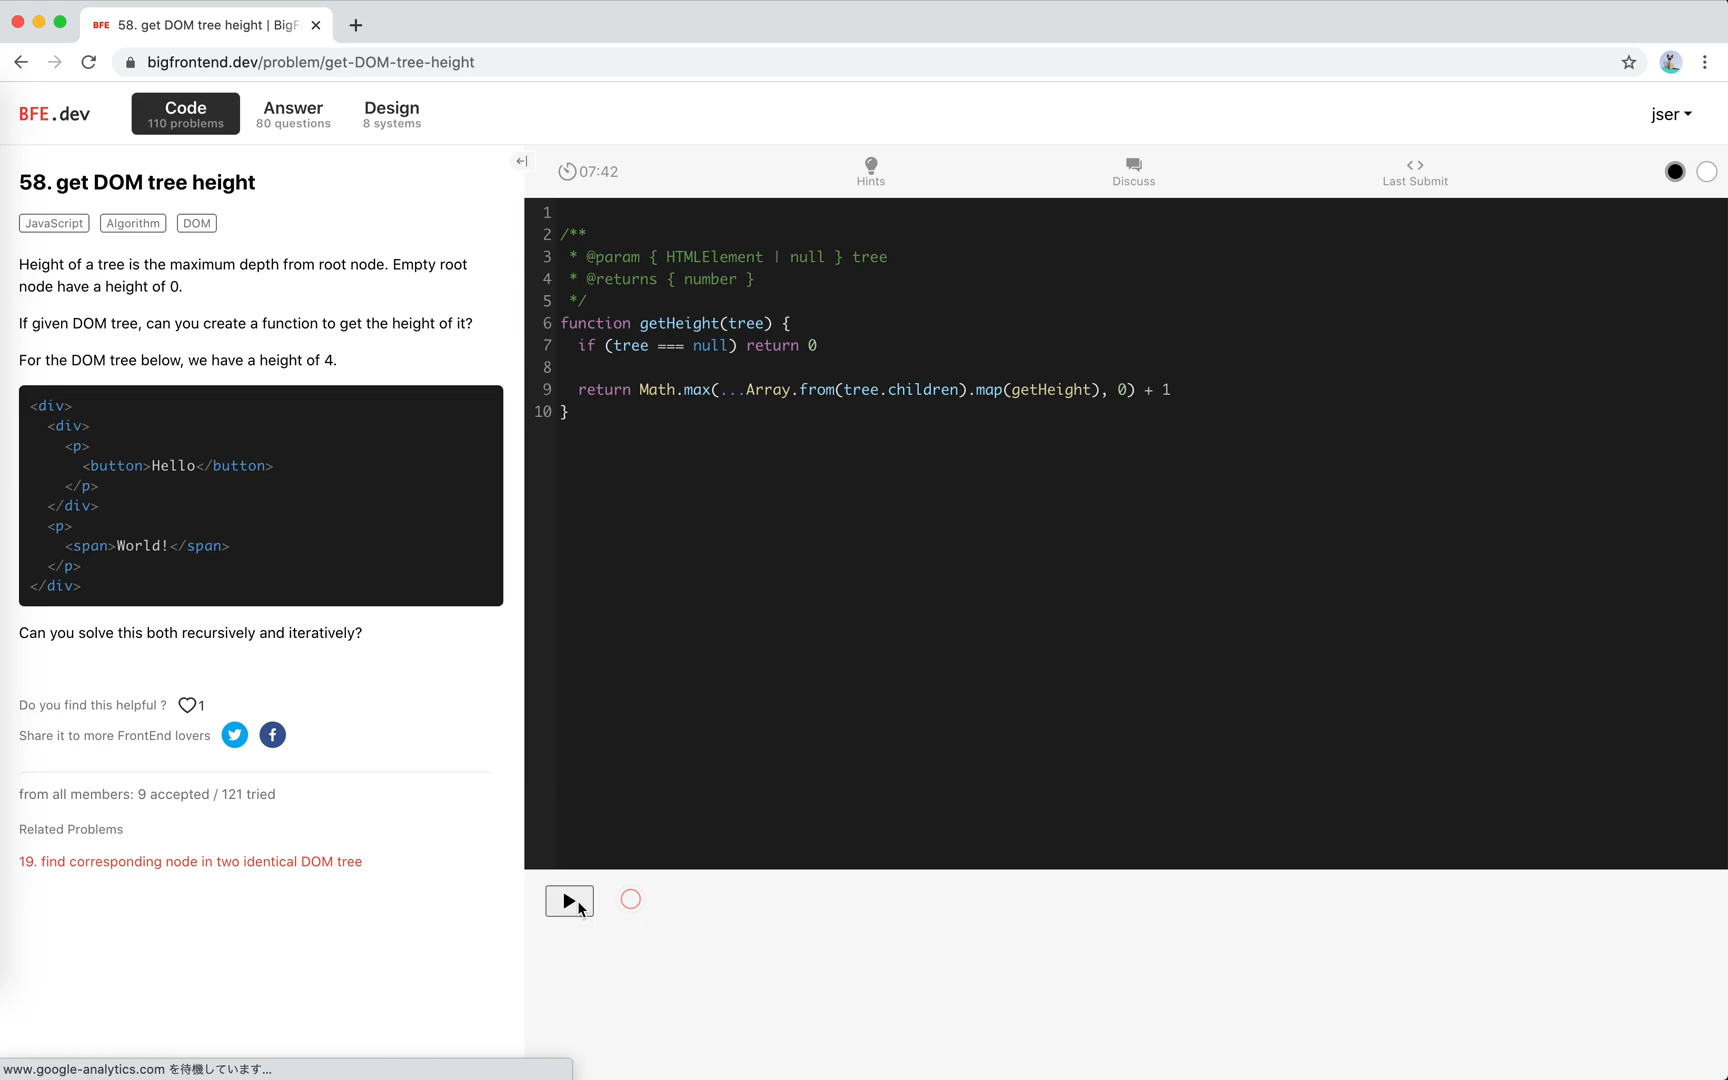 BFE 58. get DOM tree height | BigF
bigfrontend.dev/problem/get-DOM-tree-height
BFE.dev
Code
110 problems
Answer
80 questions
Design
8 systems
jser
58. get DOM tree height
JavaScript Algorithm DOM
Height of a tree is the maximum depth from root node. Empty root
node have a height of 0.
If given DOM tree, can you create a function to get the height of it?
For the DOM tree below, we have a height of 4.
<div>
  <div>
    <p>
      <button>Hello</button>
    </p>
  </div>
  <p>
    <span>World!</span>
  </p>
</div>
Can you solve this both recursively and iteratively?
Do you find this helpful ? 1
Share it to more FrontEnd lovers
from all members: 9 accepted / 121 tried
Related Problems
19. find corresponding node in two identical DOM tree
07:42
Hints
Discuss
Last Submit
1
2 /**
3  * @param { HTMLElement | null } tree
4  * @returns { number }
5  */
6 function getHeight(tree) {
7   if (tree === null) return 0
8
9   return Math.max(...Array.from(tree.children).map(getHeight), 0) + 1
10 }
www.google-analytics.com を待機しています...